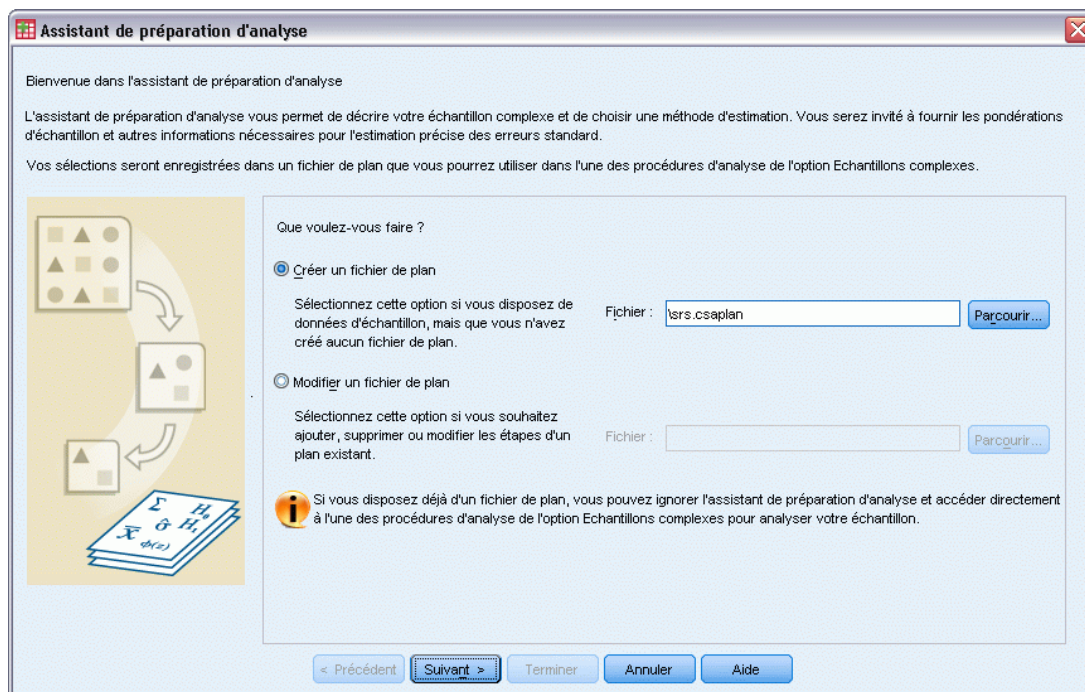 Assistant de préparation d'analyse
Bienvenue dans l'assistant de préparation d'analyse
L'assistant de préparation d'analyse vous permet de décrire votre échantillon complexe et de choisir une méthode d'estimation. Vous serez invité à fournir les pondérations
d'échantillon et autres informations nécessaires pour l'estimation précise des erreurs standard.
Vos sélections seront enregistrées dans un fichier de plan que vous pourrez utiliser dans l'une des procédures d'analyse de l'option Echantillons complexes.
Que voulez-vous faire ?
Créer un fichier de plan
Sélectionnez cette option si vous disposez de
données d'échantillon, mais que vous n'avez
créé aucun fichier de plan.
Fichier : \srs.csaplan Parcourir...
Modifier un fichier de plan
Sélectionnez cette option si vous souhaitez
ajouter, supprimer ou modifier les étapes d'un
plan existant.
Fichier : Parcourir...
Si vous disposez déjà d'un fichier de plan, vous pouvez ignorer l'assistant de préparation d'analyse et accéder directement
à l'une des procédures d'analyse de l'option Echantillons complexes pour analyser votre échantillon.
Σ H₀
x̅ σ̂ H₁
φ(z)
< Précédent Suivant > Terminer Annuler Aide